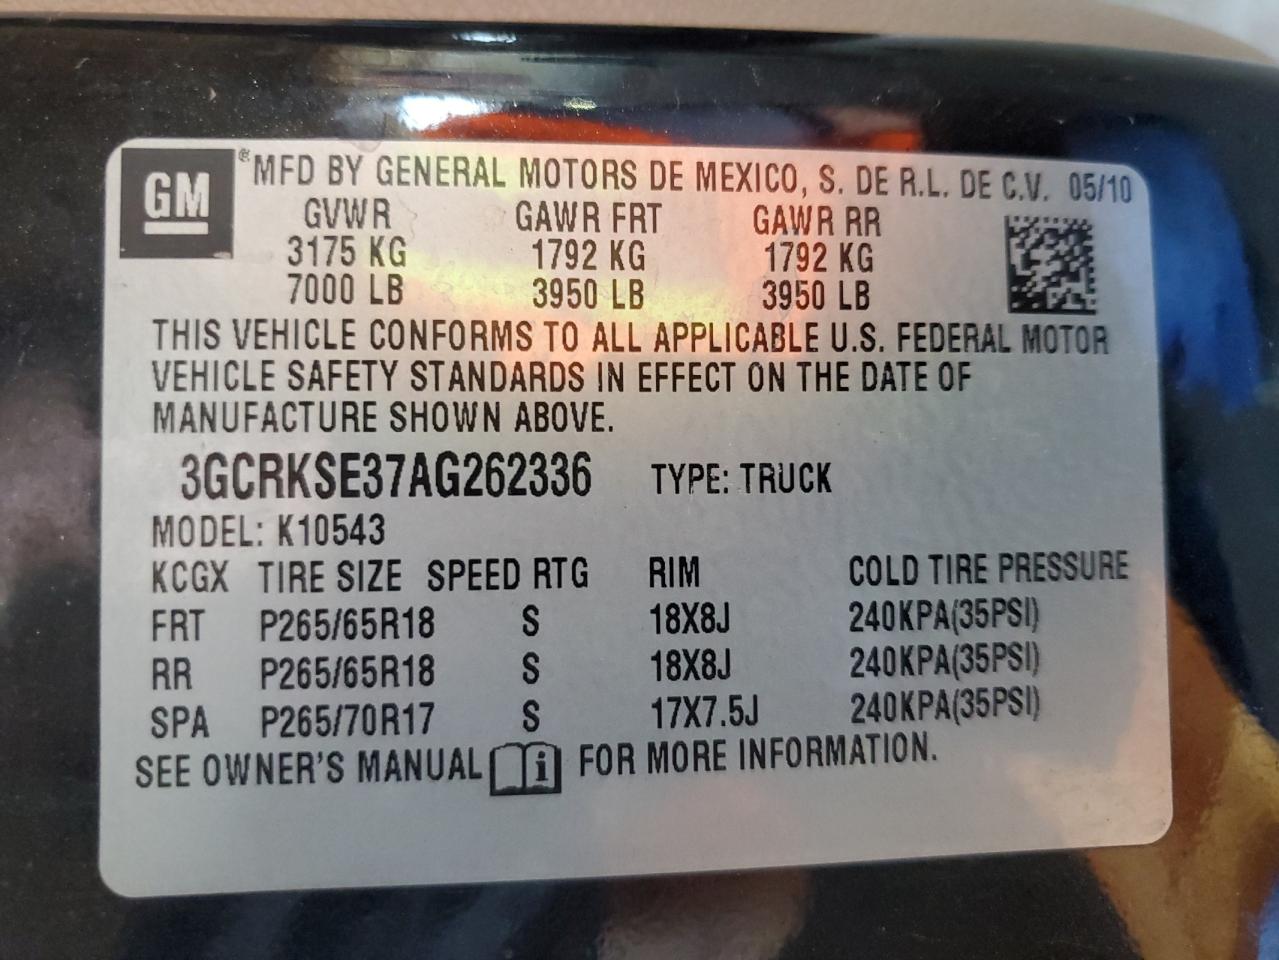 GM ® MFD BY GENERAL MOTORS DE MEXICO, S. DE R.L. DE C.V. 05/10
GVWR GAWR FRT GAWR RR
3175 KG 1792 KG 1792 KG
7000 LB 3950 LB 3950 LB
THIS VEHICLE CONFORMS TO ALL APPLICABLE U.S. FEDERAL MOTOR
VEHICLE SAFETY STANDARDS IN EFFECT ON THE DATE OF
MANUFACTURE SHOWN ABOVE.
3GCRKSE37AG262336 TYPE: TRUCK
MODEL: K10543
KCGX TIRE SIZE SPEED RTG RIM COLD TIRE PRESSURE
FRT P265/65R18 S 18X8J 240KPA(35PSI)
RR P265/65R18 S 18X8J 240KPA(35PSI)
SPA P265/70R17 S 17X7.5J 240KPA(35PSI)
SEE OWNER'S MANUAL i FOR MORE INFORMATION.